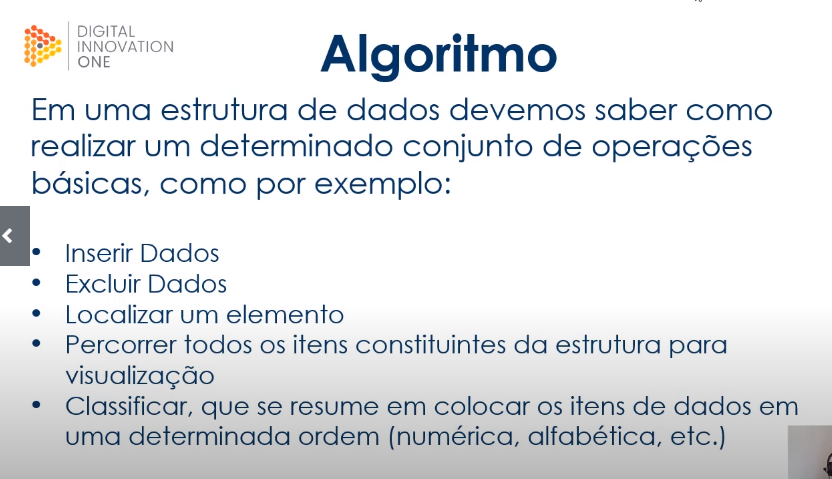 DIGITAL
INNOVATION
ONE
Algoritmo
Em uma estrutura de dados devemos saber como
realizar um determinado conjunto de operações
básicas, como por exemplo:
• Inserir Dados
• Excluir Dados
• Localizar um elemento
• Percorrer todos os itens constituintes da estrutura para
visualização
• Classificar, que se resume em colocar os itens de dados em
uma determinada ordem (numérica, alfabética, etc.)